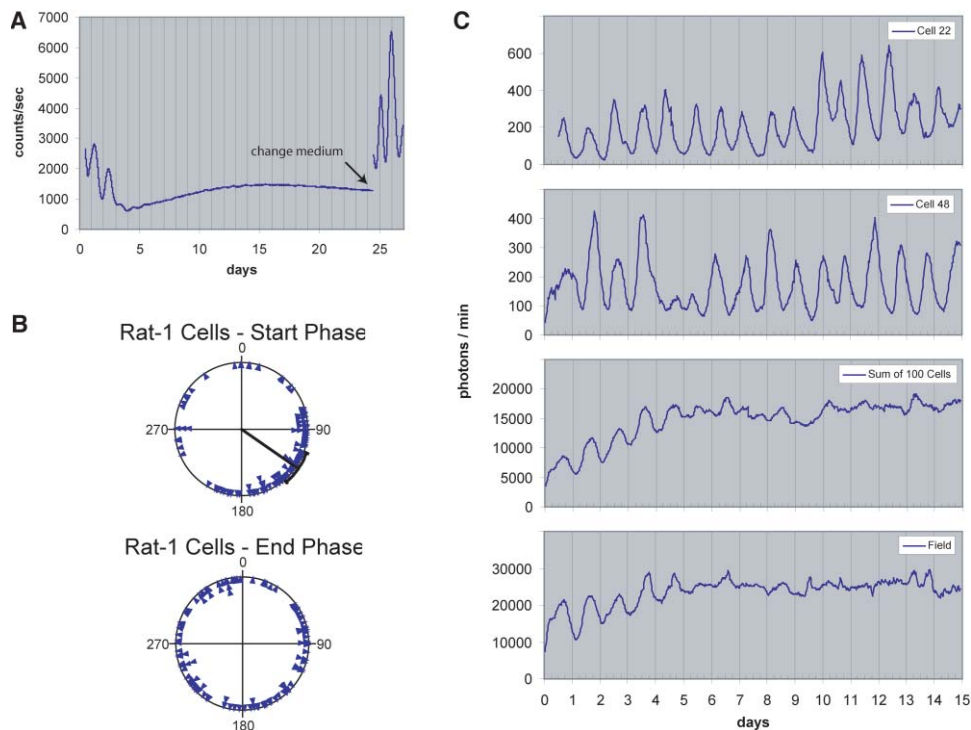 A
7000
6000
5000
4000
3000
2000
1000
0
counts/sec
change medium
0 5 10 15 20 25
days
B
Rat-1 Cells - Start Phase
0
270
90
180
Rat-1 Cells - End Phase
0
270
90
180
C
photons / min
Cell 22
600
400
200
0
Cell 48
400
300
200
100
0
Sum of 100 Cells
20000
15000
10000
5000
0
Field
30000
20000
10000
0
0 1 2 3 4 5 6 7 8 9 10 11 12 13 14 15
days